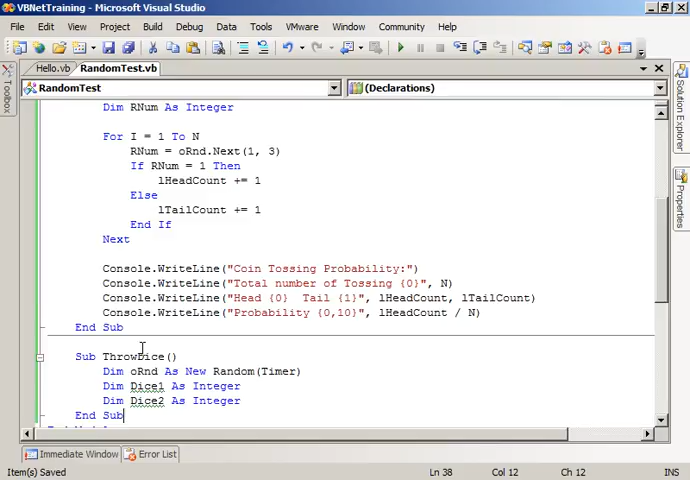 VBNetTraining - Microsoft Visual Studio
File Edit View Project Build Debug Data Tools VMware Window Community Help
Hello.vb RandomTest.vb
RandomTest (Declarations)
Toolbox
Solution Explorer
Properties
Dim RNum As Integer
For I = 1 To N
RNum = oRnd.Next(1, 3)
If RNum = 1 Then
lHeadCount += 1
Else
lTailCount += 1
End If
Next
Console.WriteLine("Coin Tossing Probability:")
Console.WriteLine("Total number of Tossing {0}", N)
Console.WriteLine("Head {0}  Tail {1}", lHeadCount, lTailCount)
Console.WriteLine("Probability {0,10}", lHeadCount / N)
End Sub
Sub ThrowDice()
Dim oRnd As New Random(Timer)
Dim Dice1 As Integer
Dim Dice2 As Integer
End Sub
Immediate Window Error List
Item(s) Saved Ln 38 Col 12 Ch 12 INS